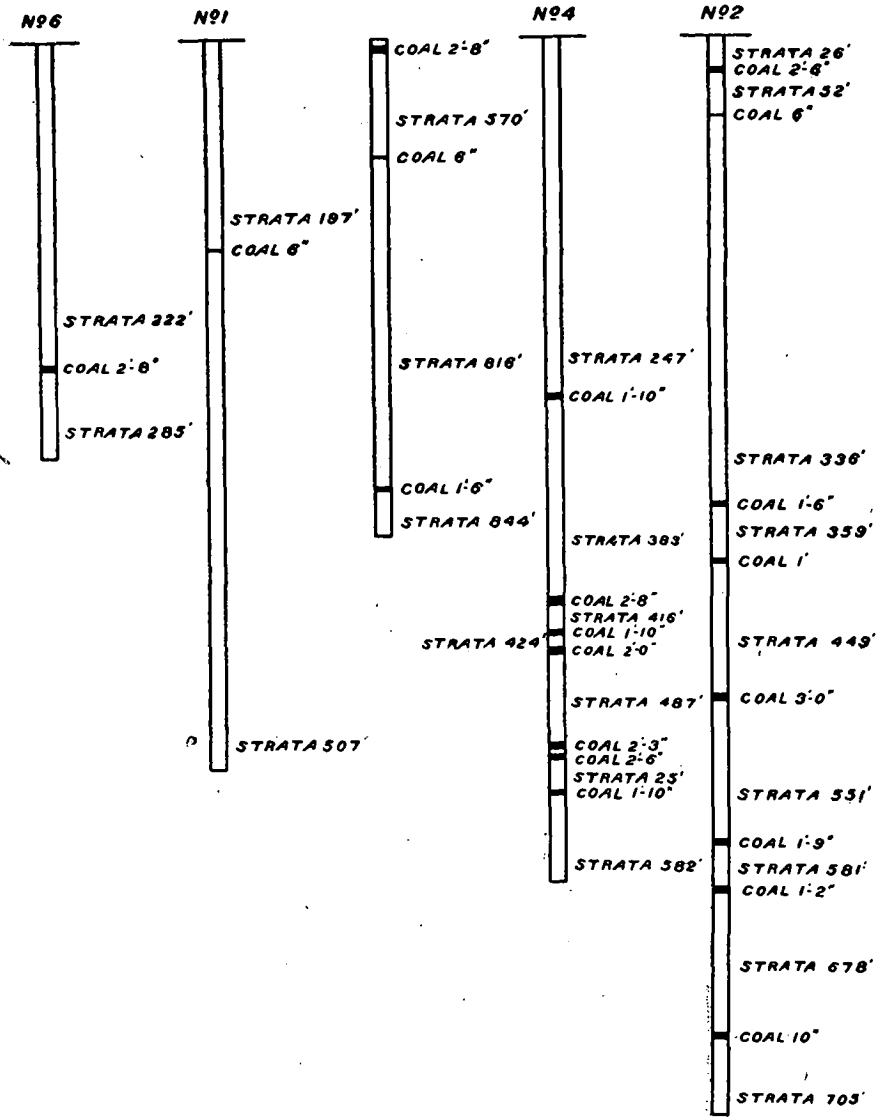 Nº6
STRATA 222'
COAL 2'-8"
STRATA 285'
Nº1
STRATA 197'
COAL 6"
STRATA 507'
COAL 2'-8"
STRATA 570'
COAL 6"
STRATA 816'
COAL 1'-6"
STRATA 844'
Nº4
STRATA 247'
COAL 1'-10"
STRATA 383'
COAL 2'-8"
STRATA 416'
COAL 1'-10"
STRATA 424'
COAL 2'-0"
STRATA 487'
COAL 2'-3"
COAL 2'-6"
STRATA 25'
COAL 1'-10"
STRATA 582'
Nº2
STRATA 26'
COAL 2'-6"
STRATA 52'
COAL 6"
STRATA 336'
COAL 1'-6"
STRATA 359'
COAL 1'
STRATA 449'
COAL 3'-0"
STRATA 551'
COAL 1'-9"
STRATA 581'
COAL 1'-2"
STRATA 678'
COAL 10"
STRATA 705'